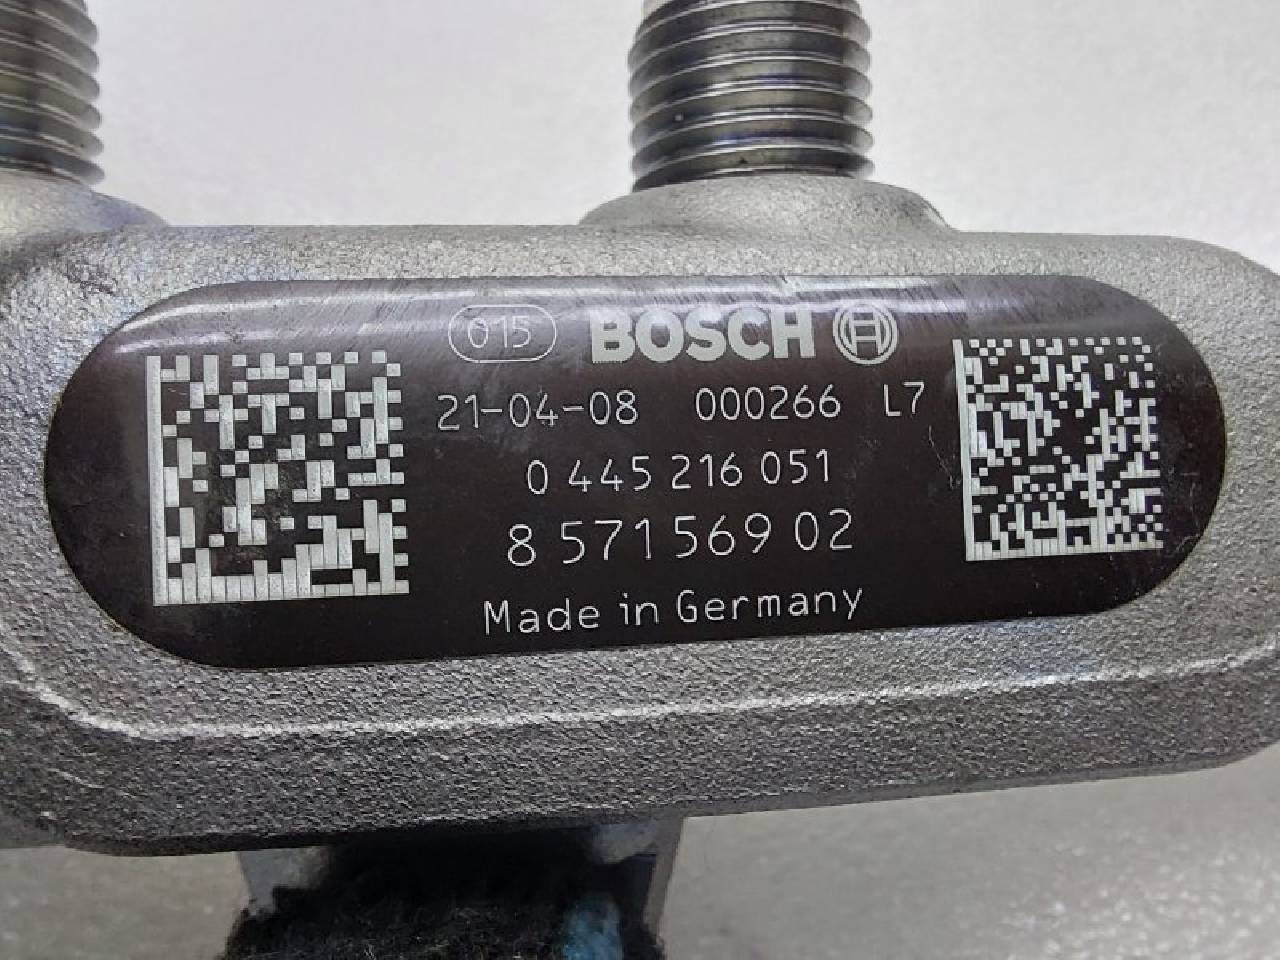 015 BOSCH
21-04-08 000266 L7
0 445 216 051
8 571 569 02
Made in Germany